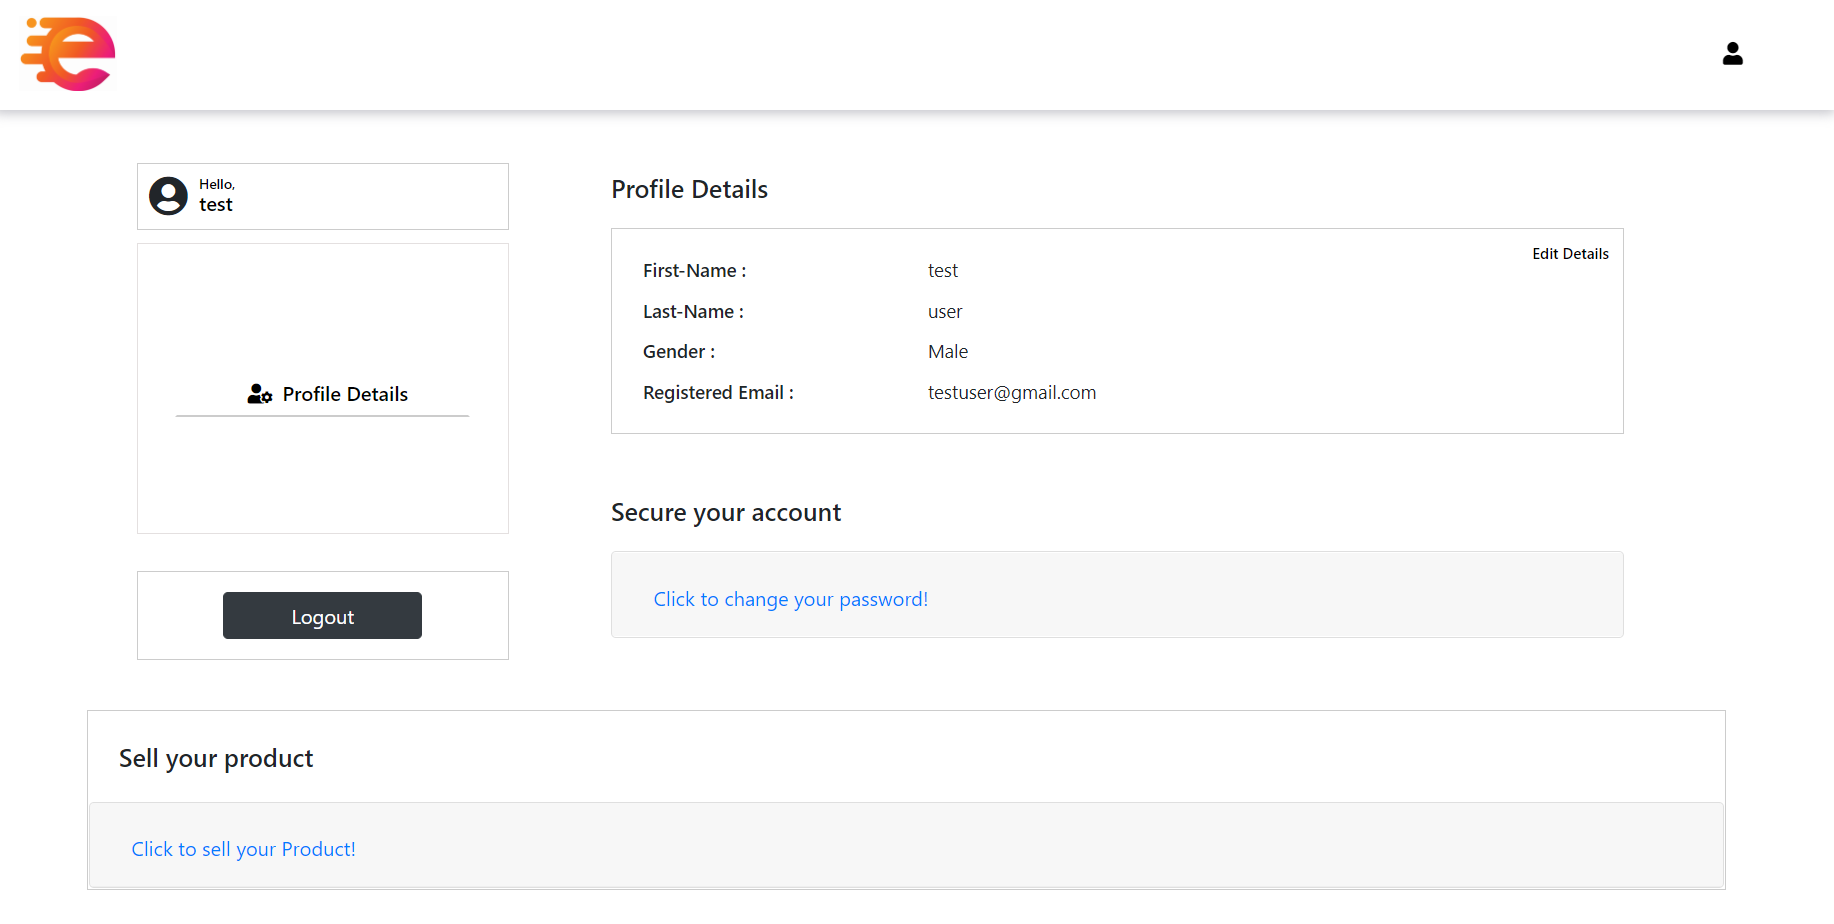 e
Hello,
test
Profile Details
Logout
Profile Details
Edit Details
First-Name : test
Last-Name : user
Gender : Male
Registered Email : testuser@gmail.com
Secure your account
Click to change your password!
Sell your product
Click to sell your Product!